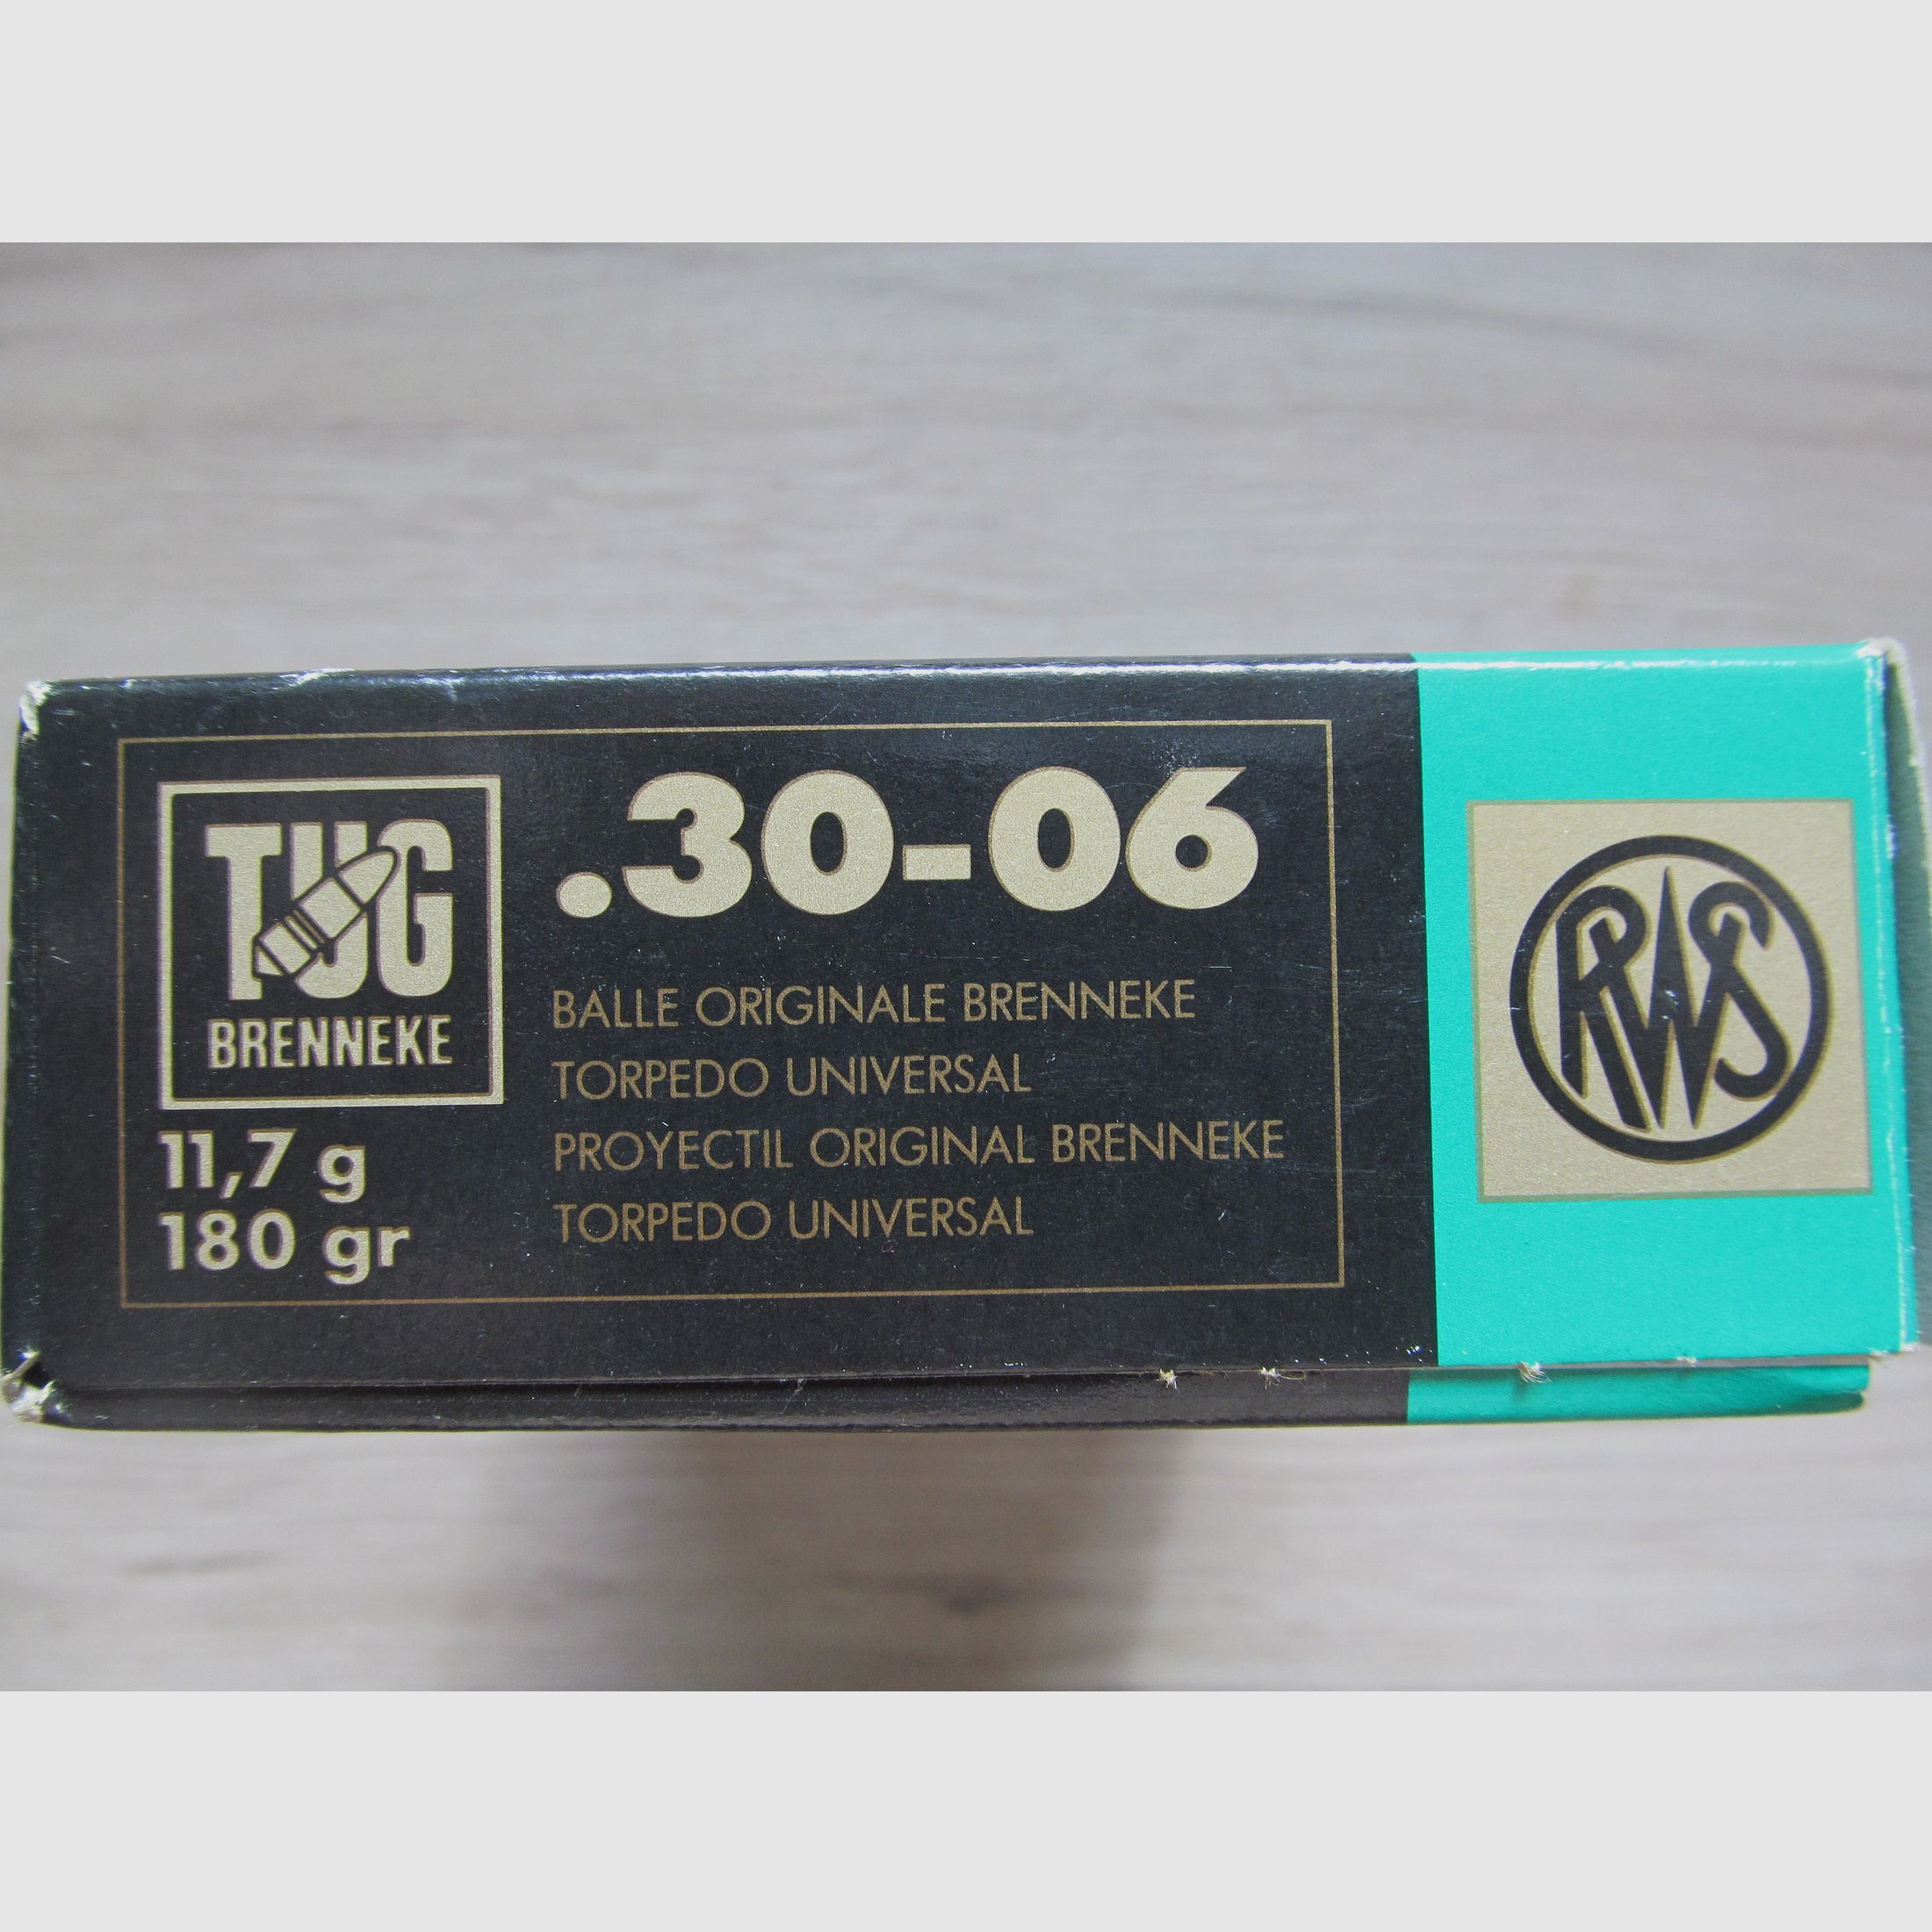 TUG
BRENNEKE
11,7 g
180 gr
.30-06
BALLE ORIGINALE BRENNEKE
TORPEDO UNIVERSAL
PROYECTIL ORIGINAL BRENNEKE
TORPEDO UNIVERSAL
RWS